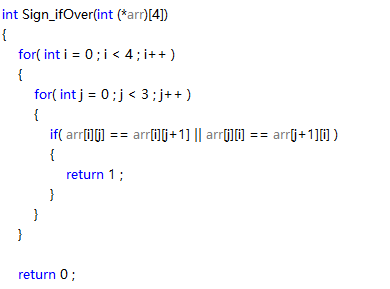 int Sign_ifOver(int (*arr)[4])
{
for( int i = 0 ; i < 4 ; i++ )
{
for( int j = 0 ; j < 3 ; j++ )
{
if( arr[i][j] == arr[i][j+1] || arr[j][i] == arr[j+1][i] )
{
return 1 ;
}
}
}
return 0 ;